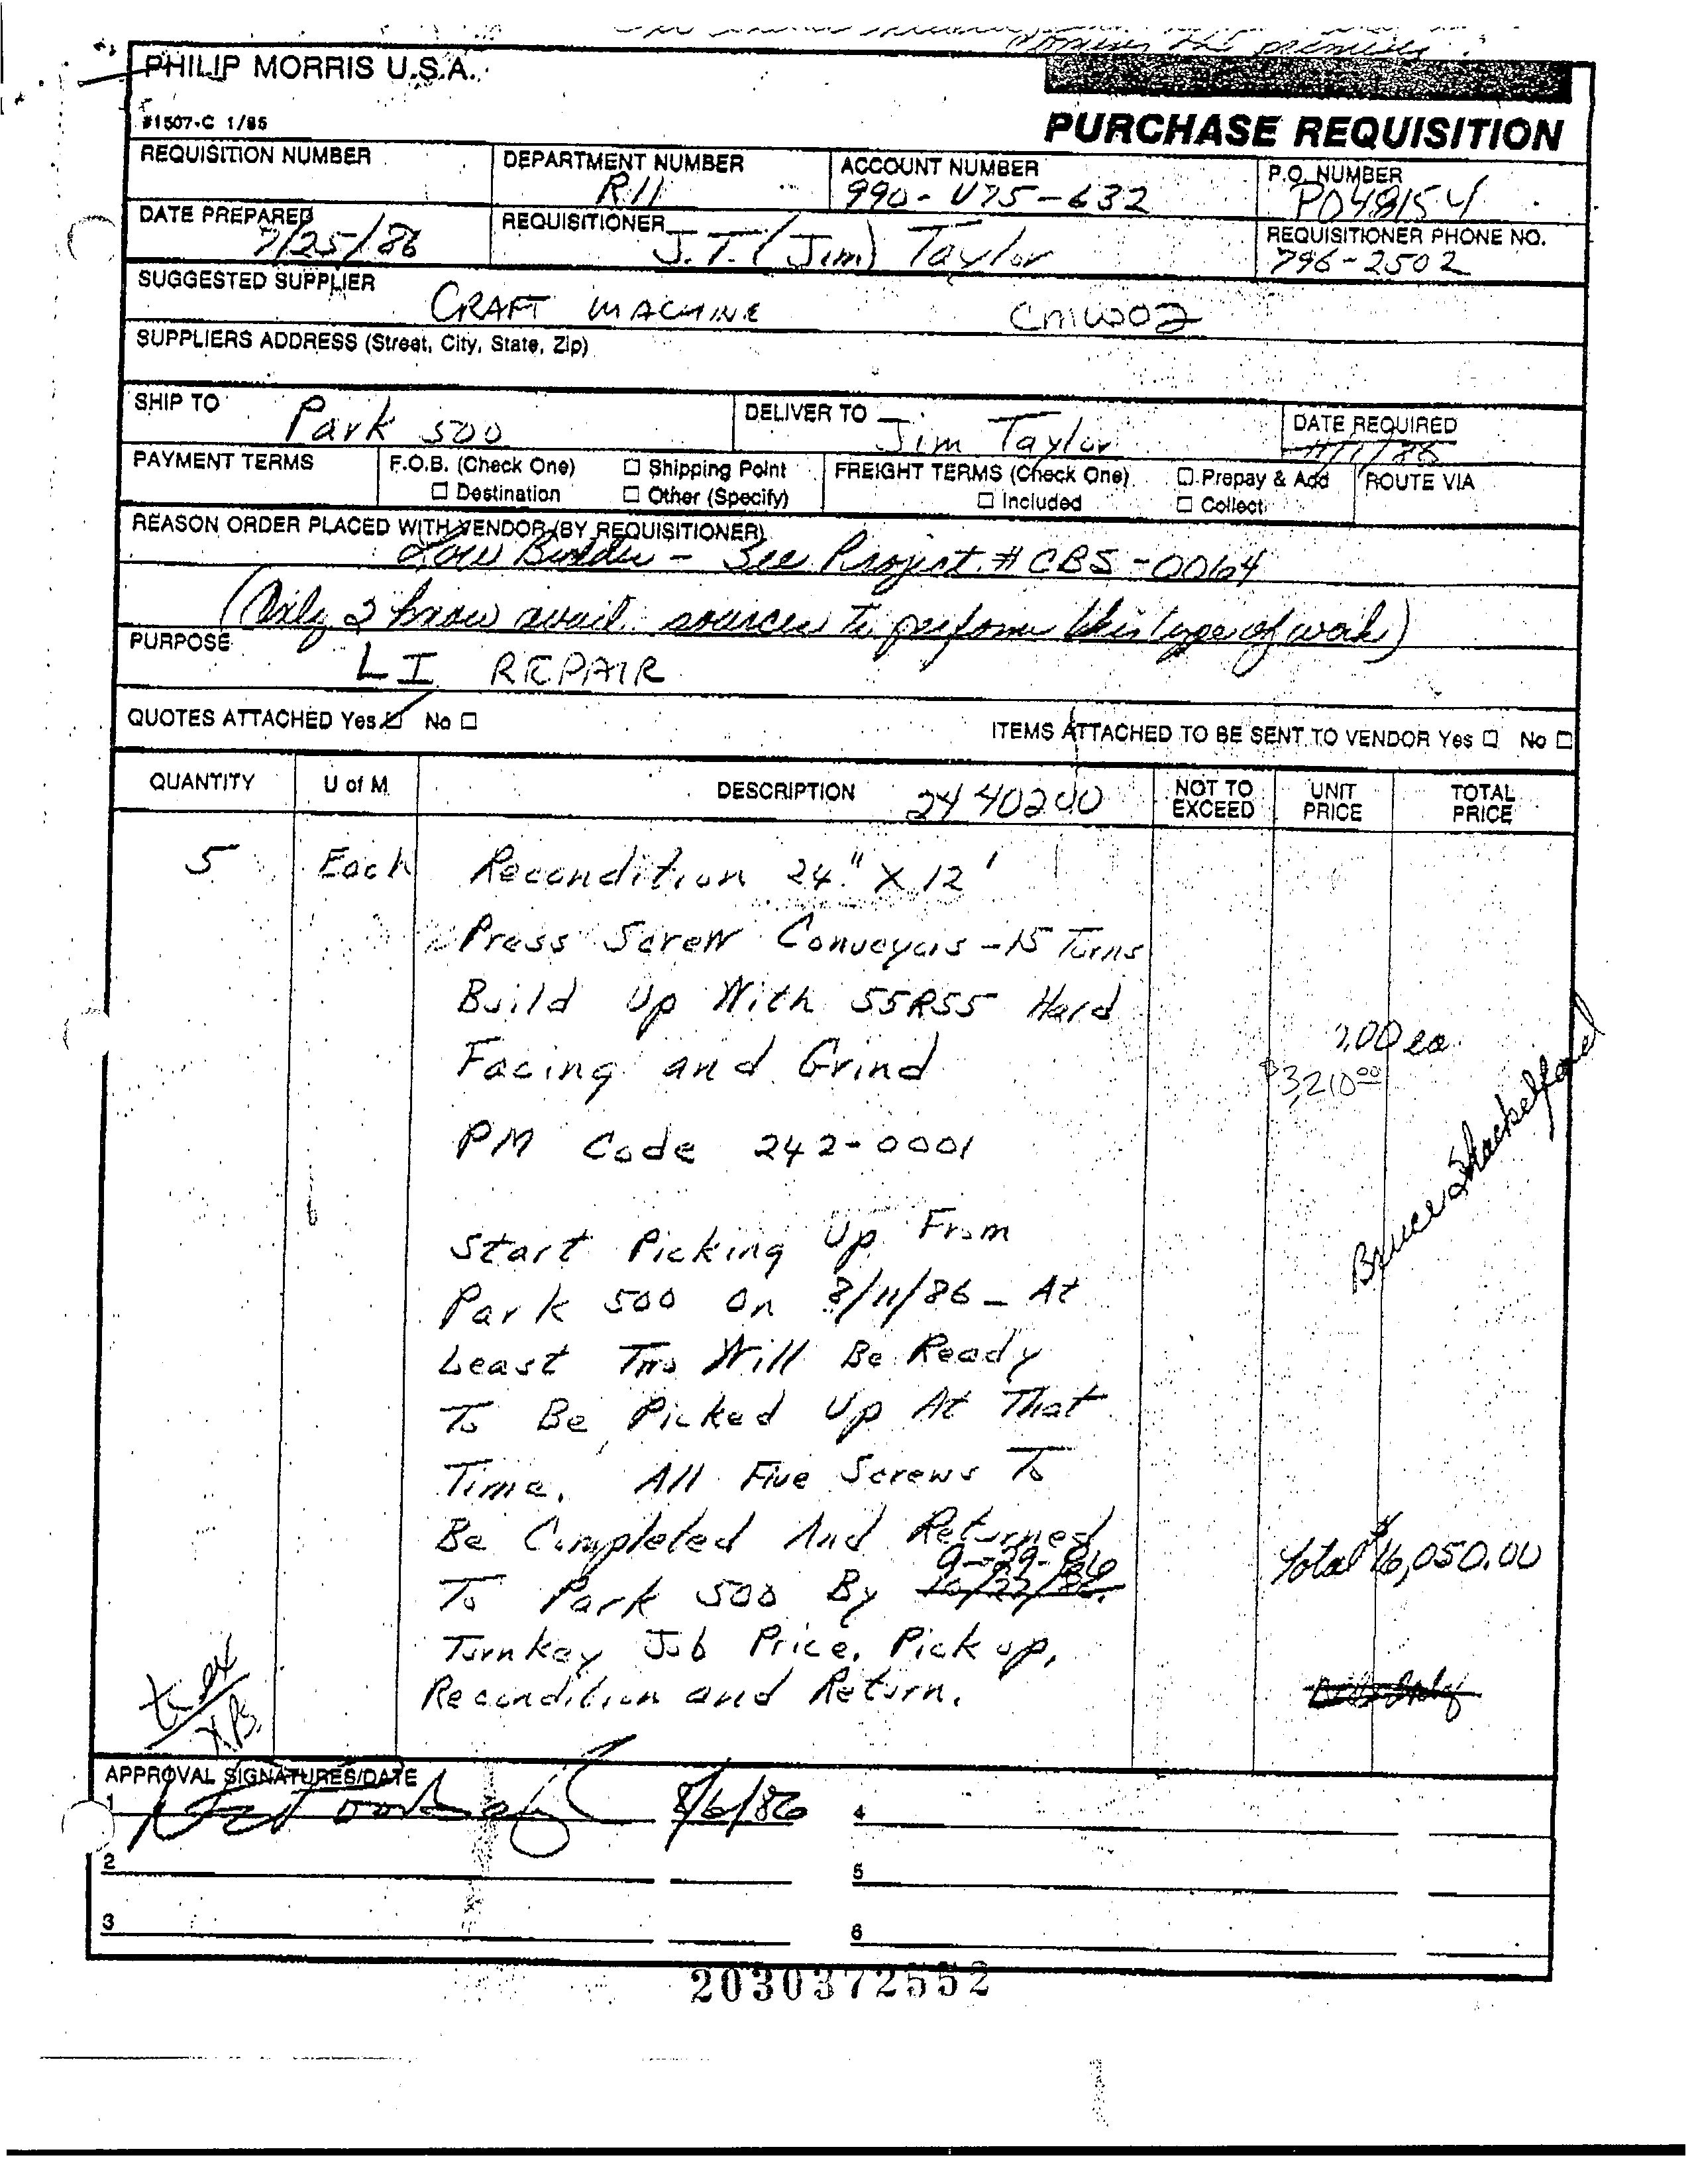 PHILIP MORRIS U.S.A.
#1507-C 1/85
PURCHASE REQUISITION
REQUISITION NUMBER
DEPARTMENT NUMBER R11
ACCOUNT NUMBER 990-U75-632
P.O. NUMBER PO48154
DATE PREPARED 7/25/86
REQUISITIONER J.T. (Jim) Taylor
REQUISITIONER PHONE NO. 796-2502
SUGGESTED SUPPLIER CRAFT MACHINE CMW02
SUPPLIERS ADDRESS (Street, City, State, Zip)
SHIP TO Park 500
DELIVER TO Jim Taylor
DATE REQUIRED
PAYMENT TERMS
F.O.B. (Check One) ☐ Shipping Point
☐ Destination ☐ Other (Specify)
FREIGHT TERMS (Check One) ☐ Prepay & Add
☐ Included ☐ Collect
ROUTE VIA
REASON ORDER PLACED WITH VENDOR (BY REQUISITIONER)
Low Bidder - See Project # CBS-0064
(Only 2 know avail. sources to perform this type of work)
PURPOSE LI REPAIR
QUOTES ATTACHED Yes ☑ No ☐
ITEMS ATTACHED TO BE SENT TO VENDOR Yes ☐ No ☐
QUANTITY U of M DESCRIPTION 2440200 NOT TO EXCEED UNIT PRICE TOTAL PRICE
5 Each Recondition 24" X 12'
Press Screw Conveyors - 15 Turns
Build Up With 55R55 Hard
Facing and Grind
ea
$3,210.00
PM Code 242-0001
Bruce Shackelford
Start Picking Up From
Park 500 On 8/11/86 - At
Least Two Will Be Ready
To Be Picked Up At That
Time. All Five Screws To
Be Completed And Returned
9-29-86
To Park 500 By 10/27/86.
Total $16,050.00
Turnkey Job Price. Pick up,
Recondition and Return.
APPROVAL SIGNATURES/DATE
1 8/6/86
2
3
4
5
6
2030372552